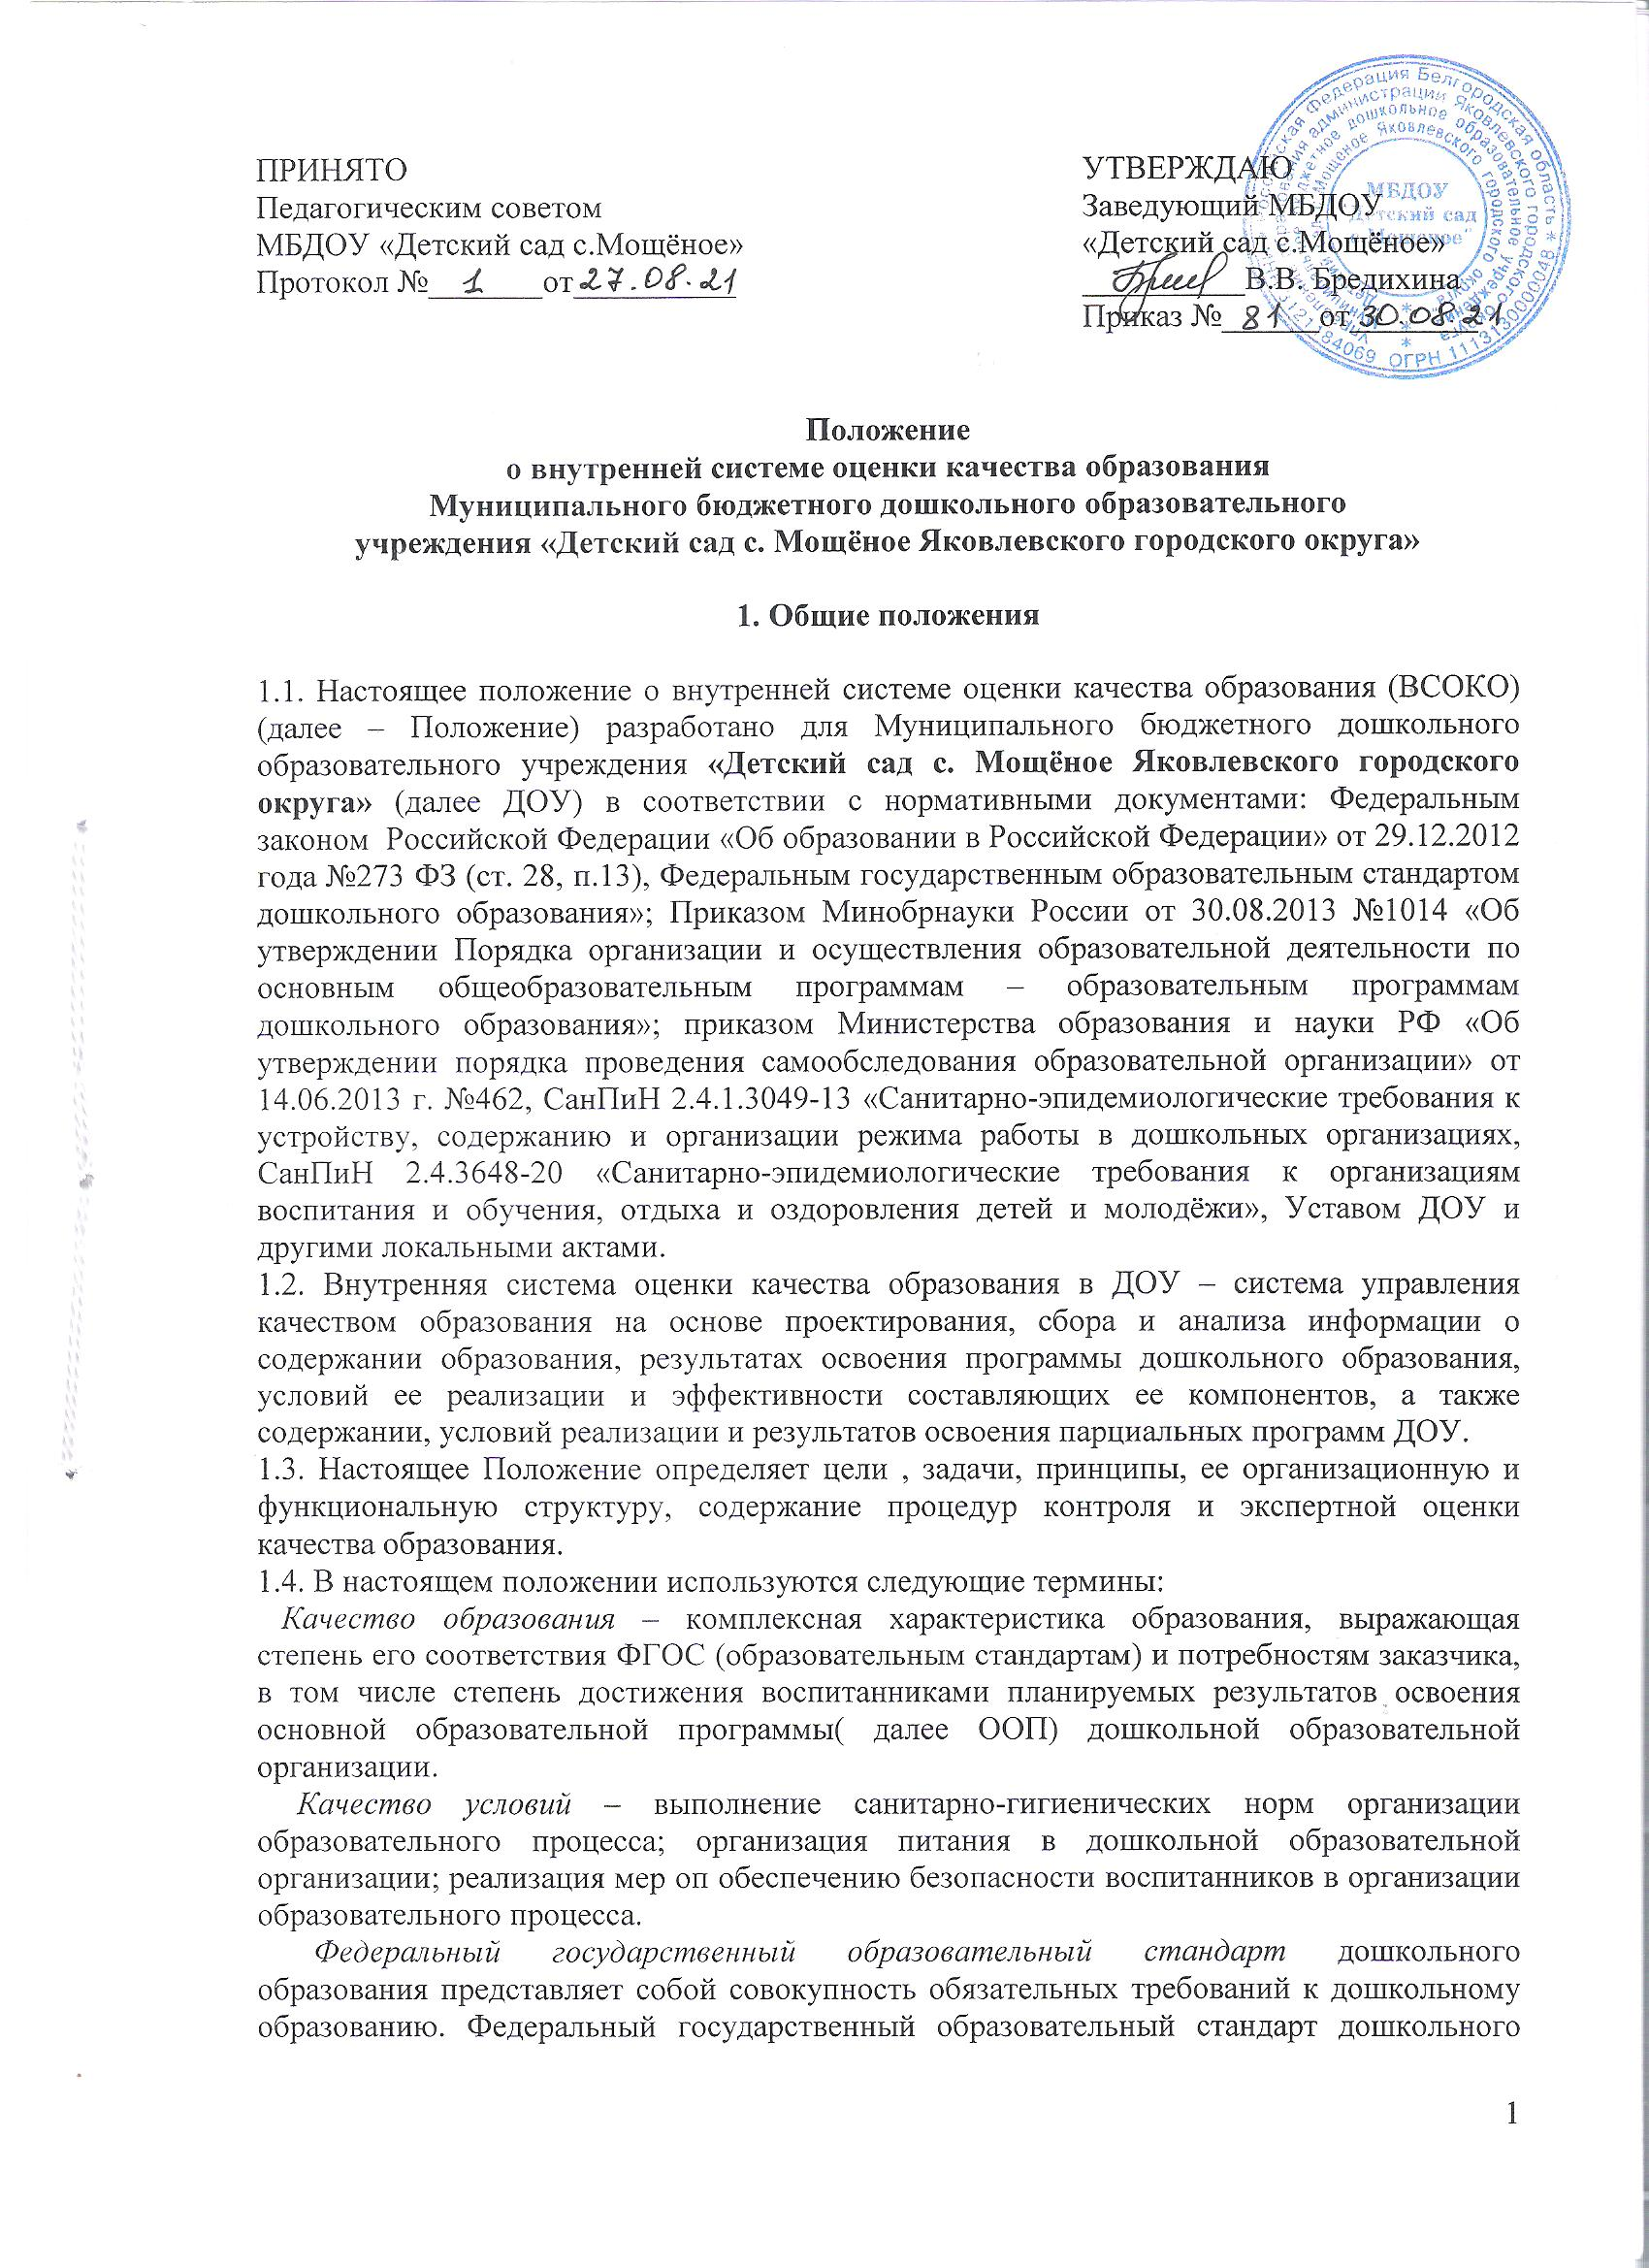 ПРИНЯТО
Педагогическим советом
МБДОУ «Детский сад с.Мощёное»
Протокол № 1 от 27.08.21
УТВЕРЖДАЮ
Заведующий МБДОУ
«Детский сад с.Мощёное»
В.В. Бредихина
Приказ № 81 от 30.08.21
МБДОУ
Детский сад
с. Мощеное"
ОГРН
Положение
о внутренней системе оценки качества образования
Муниципального бюджетного дошкольного образовательного
учреждения «Детский сад с. Мощёное Яковлевского городского округа»
1. Общие положения
1.1. Настоящее положение о внутренней системе оценки качества образования (ВСОКО)
(далее – Положение) разработано для Муниципального бюджетного дошкольного
образовательного учреждения «Детский сад с. Мощёное Яковлевского городского
округа» (далее ДОУ) в соответствии с нормативными документами: Федеральным
законом Российской Федерации «Об образовании в Российской Федерации» от 29.12.2012
года №273 ФЗ (ст. 28, п.13), Федеральным государственным образовательным стандартом
дошкольного образования»; Приказом Минобрнауки России от 30.08.2013 №1014 «Об
утверждении Порядка организации и осуществления образовательной деятельности по
основным общеобразовательным программам – образовательным программам
дошкольного образования»; приказом Министерства образования и науки РФ «Об
утверждении порядка проведения самообследования образовательной организации» от
14.06.2013 г. №462, СанПиН 2.4.1.3049-13 «Санитарно-эпидемиологические требования к
устройству, содержанию и организации режима работы в дошкольных организациях,
СанПиН 2.4.3648-20 «Санитарно-эпидемиологические требования к организациям
воспитания и обучения, отдыха и оздоровления детей и молодёжи», Уставом ДОУ и
другими локальными актами.
1.2. Внутренняя система оценки качества образования в ДОУ – система управления
качеством образования на основе проектирования, сбора и анализа информации о
содержании образования, результатах освоения программы дошкольного образования,
условий ее реализации и эффективности составляющих ее компонентов, а также
содержании, условий реализации и результатов освоения парциальных программ ДОУ.
1.3. Настоящее Положение определяет цели , задачи, принципы, ее организационную и
функциональную структуру, содержание процедур контроля и экспертной оценки
качества образования.
1.4. В настоящем положении используются следующие термины:
Качество образования – комплексная характеристика образования, выражающая
степень его соответствия ФГОС (образовательным стандартам) и потребностям заказчика,
в том числе степень достижения воспитанниками планируемых результатов освоения
основной образовательной программы( далее ООП) дошкольной образовательной
организации.
Качество условий – выполнение санитарно-гигиенических норм организации
образовательного процесса; организация питания в дошкольной образовательной
организации; реализация мер оп обеспечению безопасности воспитанников в организации
образовательного процесса.
Федеральный государственный образовательный стандарт дошкольного
образования представляет собой совокупность обязательных требований к дошкольному
образованию. Федеральный государственный образовательный стандарт дошкольного
1